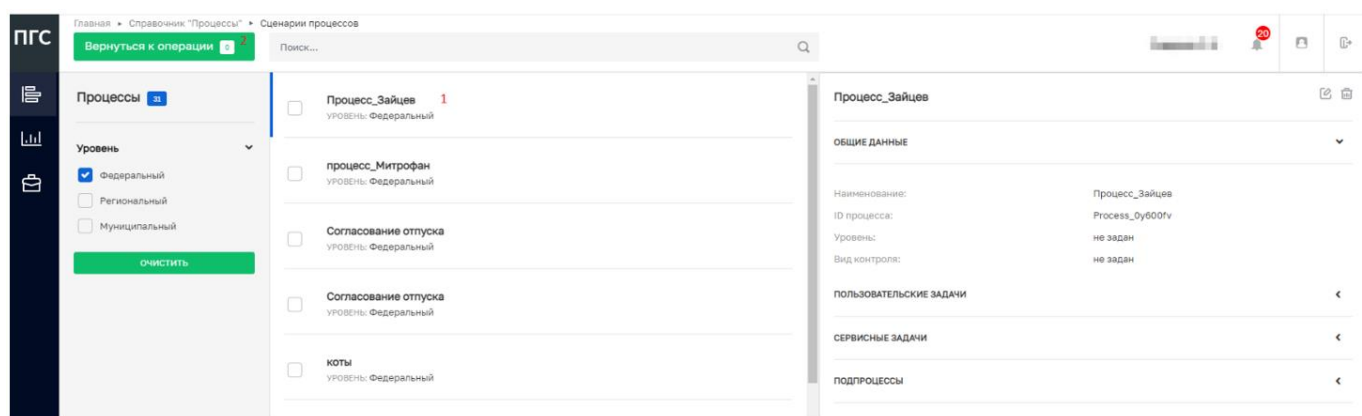 ПГС
Главная ▸ Справочник "Процессы" ▸ Сценарии процессов
Вернуться к операции 0 2
Поиск...
20
Процессы 31
Уровень
Федеральный
Региональный
Муниципальный
ОЧИСТИТЬ
Процесс_Зайцев 1
УРОВЕНЬ: Федеральный
процесс_Митрофан
УРОВЕНЬ: Федеральный
Согласование отпуска
УРОВЕНЬ: Федеральный
Согласование отпуска
УРОВЕНЬ: Федеральный
коты
УРОВЕНЬ: Федеральный
Процесс_Зайцев
ОБЩИЕ ДАННЫЕ
Наименование: Процесс_Зайцев
ID процесса: Process_0y600fv
Уровень: не задан
Вид контроля: не задан
ПОЛЬЗОВАТЕЛЬСКИЕ ЗАДАЧИ
СЕРВИСНЫЕ ЗАДАЧИ
ПОДПРОЦЕССЫ